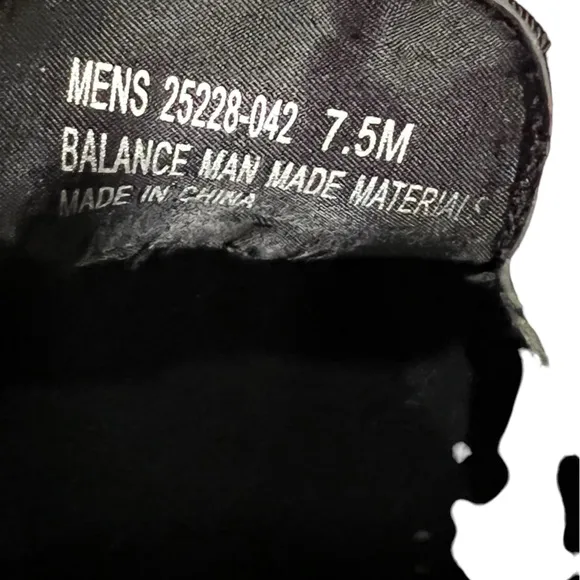 MENS 25228-042 7.5M
BALANCE MAN MADE MATERIALS
MADE IN CHINA